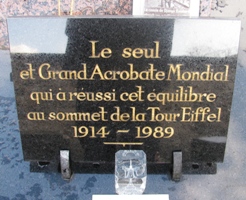 Le seul
et Grand Acrobate Mondial
qui à réussi cet équilibre
au sommet de la Tour Eiffel
1914 - 1989